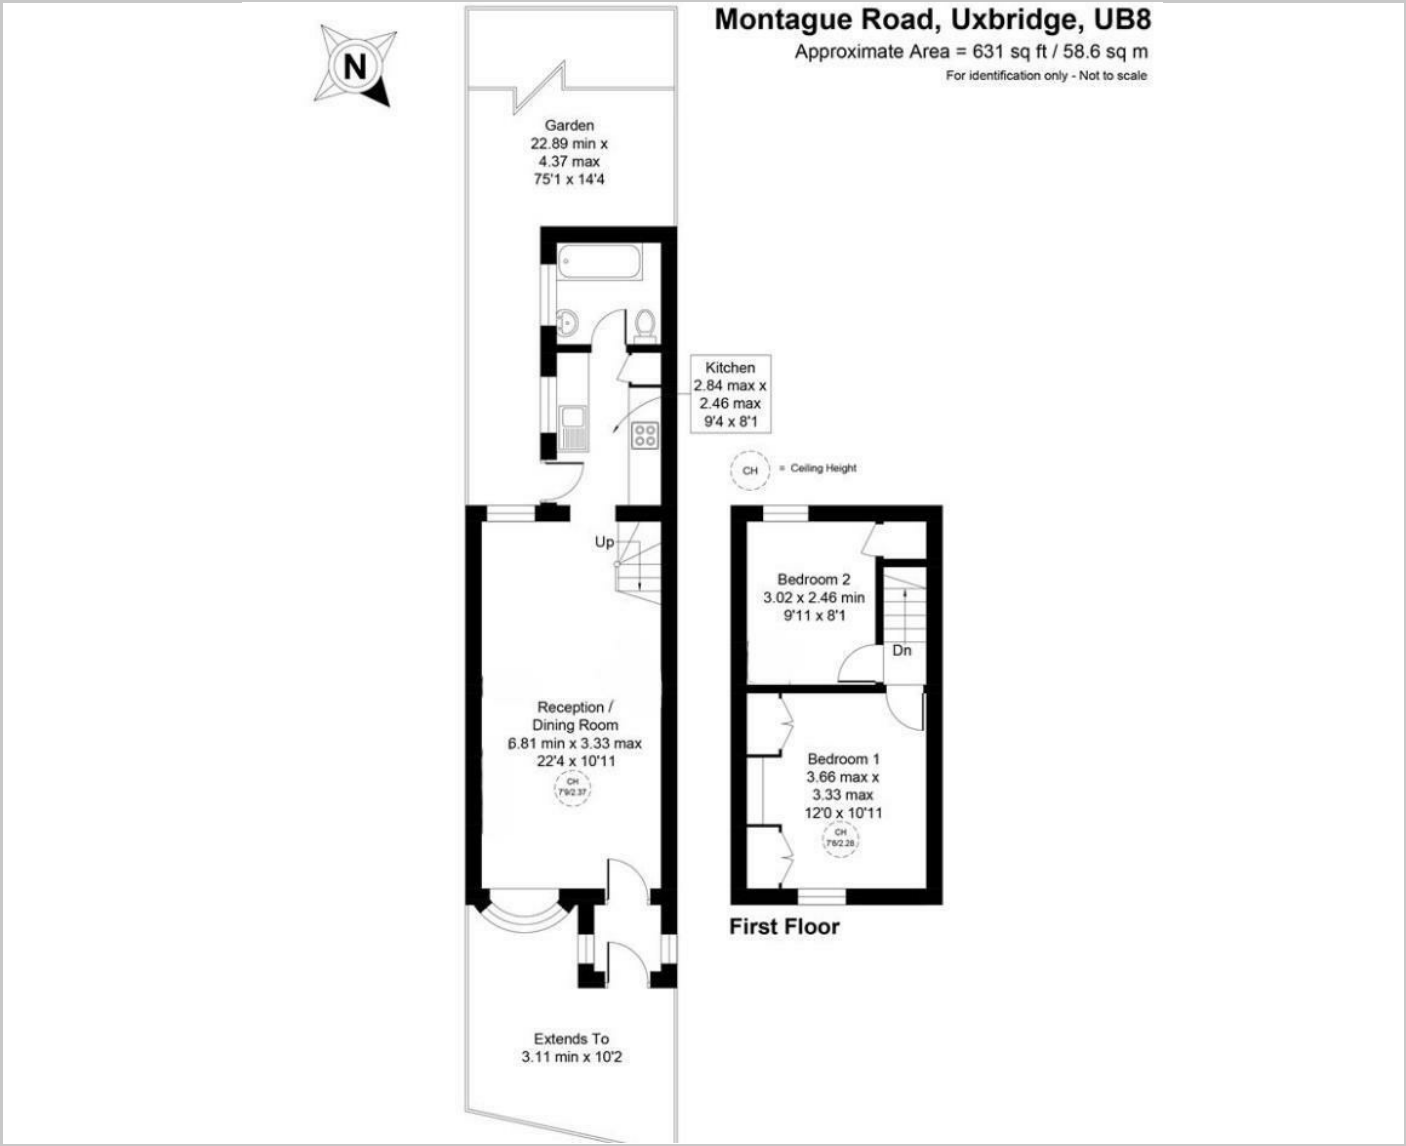 Montague Road, Uxbridge, UB8
Approximate Area = 631 sq ft / 58.6 sq m
For identification only - Not to scale
N
Garden
22.89 min x
4.37 max
75'1 x 14'4
Kitchen
2.84 max x
2.46 max
9'4 x 8'1
CH
= Ceiling Height
Up
Reception /
Dining Room
6.81 min x 3.33 max
22'4 x 10'11
CH
7'9/2.37
Bedroom 2
3.02 x 2.46 min
9'11 x 8'1
Dn
Bedroom 1
3.66 max x
3.33 max
12'0 x 10'11
CH
7'6/2.28
First Floor
Extends To
3.11 min x 10'2